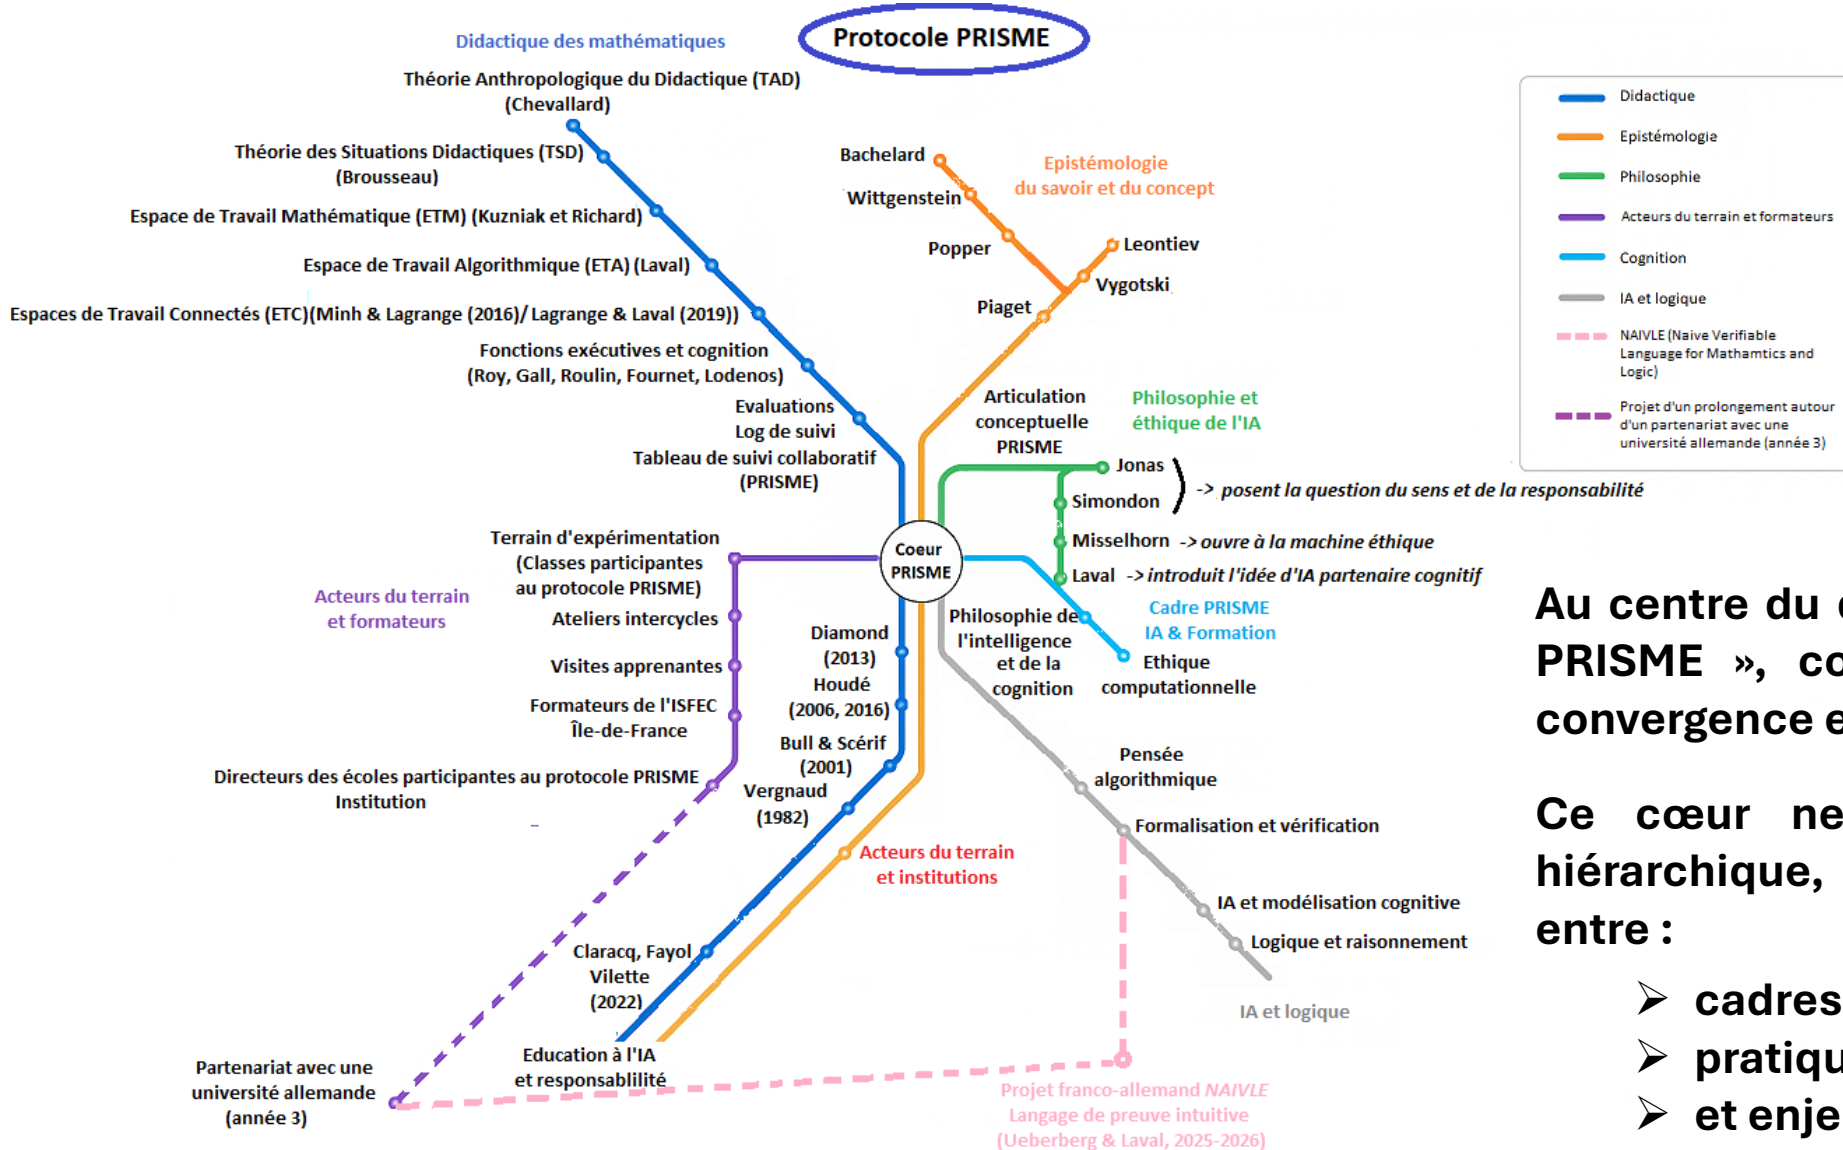 Protocole PRISME
Didactique des mathématiques
Théorie Anthropologique du Didactique (TAD)
(Chevallard)
Théorie des Situations Didactiques (TSD)
(Brousseau)
Espace de Travail Mathématique (ETM) (Kuzniak et Richard)
Espace de Travail Algorithmique (ETA) (Laval)
Espaces de Travail Connectés (ETC)(Minh & Lagrange (2016)/ Lagrange & Laval (2019))
Fonctions exécutives et cognition
(Roy, Gall, Roulin, Fournet, Lodenos)
Evaluations
Log de suivi
Tableau de suivi collaboratif
(PRISME)
Bachelard
Wittgenstein
Popper
Epistémologie
du savoir et du concept
Leontiev
Vygotski
Piaget
Articulation
conceptuelle
PRISME
Philosophie et
éthique de l'IA
Jonas
Simondon
-> posent la question du sens et de la responsabilité
Misselhorn -> ouvre à la machine éthique
Laval -> introduit l'idée d'IA partenaire cognitif
Coeur
PRISME
Cadre PRISME
IA & Formation
Philosophie de
l'intelligence
et de la
cognition
Ethique
computationnelle
Terrain d'expérimentation
(Classes participantes
au protocole PRISME)
Acteurs du terrain
et formateurs
Ateliers intercycles
Visites apprenantes
Formateurs de l'ISFEC
Île-de-France
Directeurs des écoles participantes au protocole PRISME
Institution
Diamond
(2013)
Houdé
(2006, 2016)
Bull & Scérif
(2001)
Vergnaud
(1982)
Acteurs du terrain
et institutions
Claracq, Fayol
Vilette
(2022)
Education à l'IA
et responsablilité
Partenariat avec une
université allemande
(année 3)
Pensée
algorithmique
Formalisation et vérification
IA et modélisation cognitive
Logique et raisonnement
IA et logique
Projet franco-allemand NAIVLE
Langage de preuve intuitive
(Ueberberg & Laval, 2025-2026)
Didactique
Epistémologie
Philosophie
Acteurs du terrain et formateurs
Cognition
IA et logique
NAIVLE (Naive Verifiable
Language for Mathamtics and
Logic)
Projet d'un prolongement autour
d'un partenariat avec une
université allemande (année 3)
Au centre du
PRISME », co
convergence e
Ce cœur ne
hiérarchique,
entre :
➢ cadres
➢ pratiqu
➢ et enje